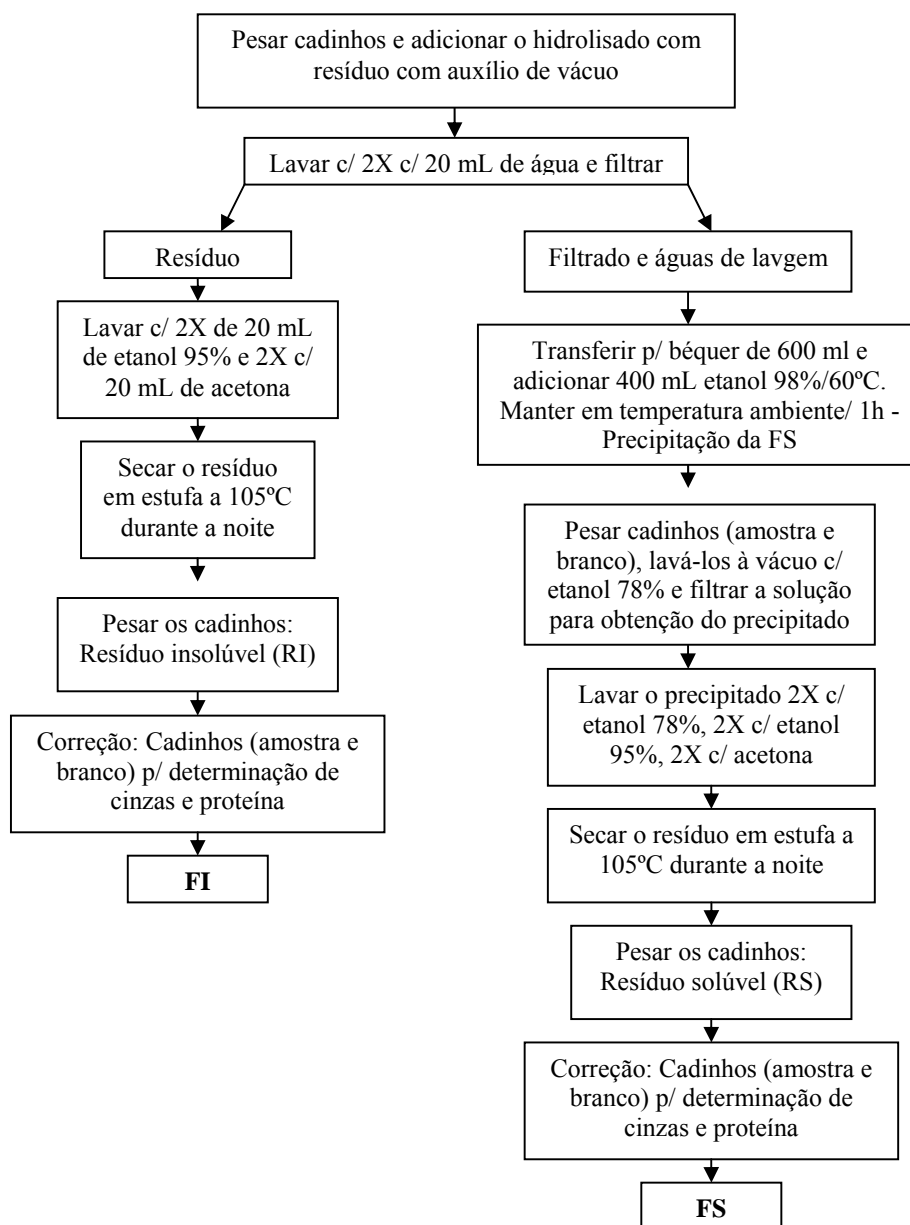 Pesar cadinhos e adicionar o hidrolisado com
resíduo com auxílio de vácuo
Lavar c/ 2X c/ 20 mL de água e filtrar
Resíduo
Lavar c/ 2X de 20 mL
de etanol 95% e 2X c/
20 mL de acetona
Secar o resíduo
em estufa a 105ºC
durante a noite
Pesar os cadinhos:
Resíduo insolúvel (RI)
Correção: Cadinhos (amostra e
branco) p/ determinação de
cinzas e proteína
FI
Filtrado e águas de lavgem
Transferir p/ béquer de 600 ml e
adicionar 400 mL etanol 98%/60ºC.
Manter em temperatura ambiente/ 1h -
Precipitação da FS
Pesar cadinhos (amostra e
branco), lavá-los à vácuo c/
etanol 78% e filtrar a solução
para obtenção do precipitado
Lavar o precipitado 2X c/
etanol 78%, 2X c/ etanol
95%, 2X c/ acetona
Secar o resíduo em estufa a
105ºC durante a noite
Pesar os cadinhos:
Resíduo solúvel (RS)
Correção: Cadinhos (amostra e
branco) p/ determinação de
cinzas e proteína
FS